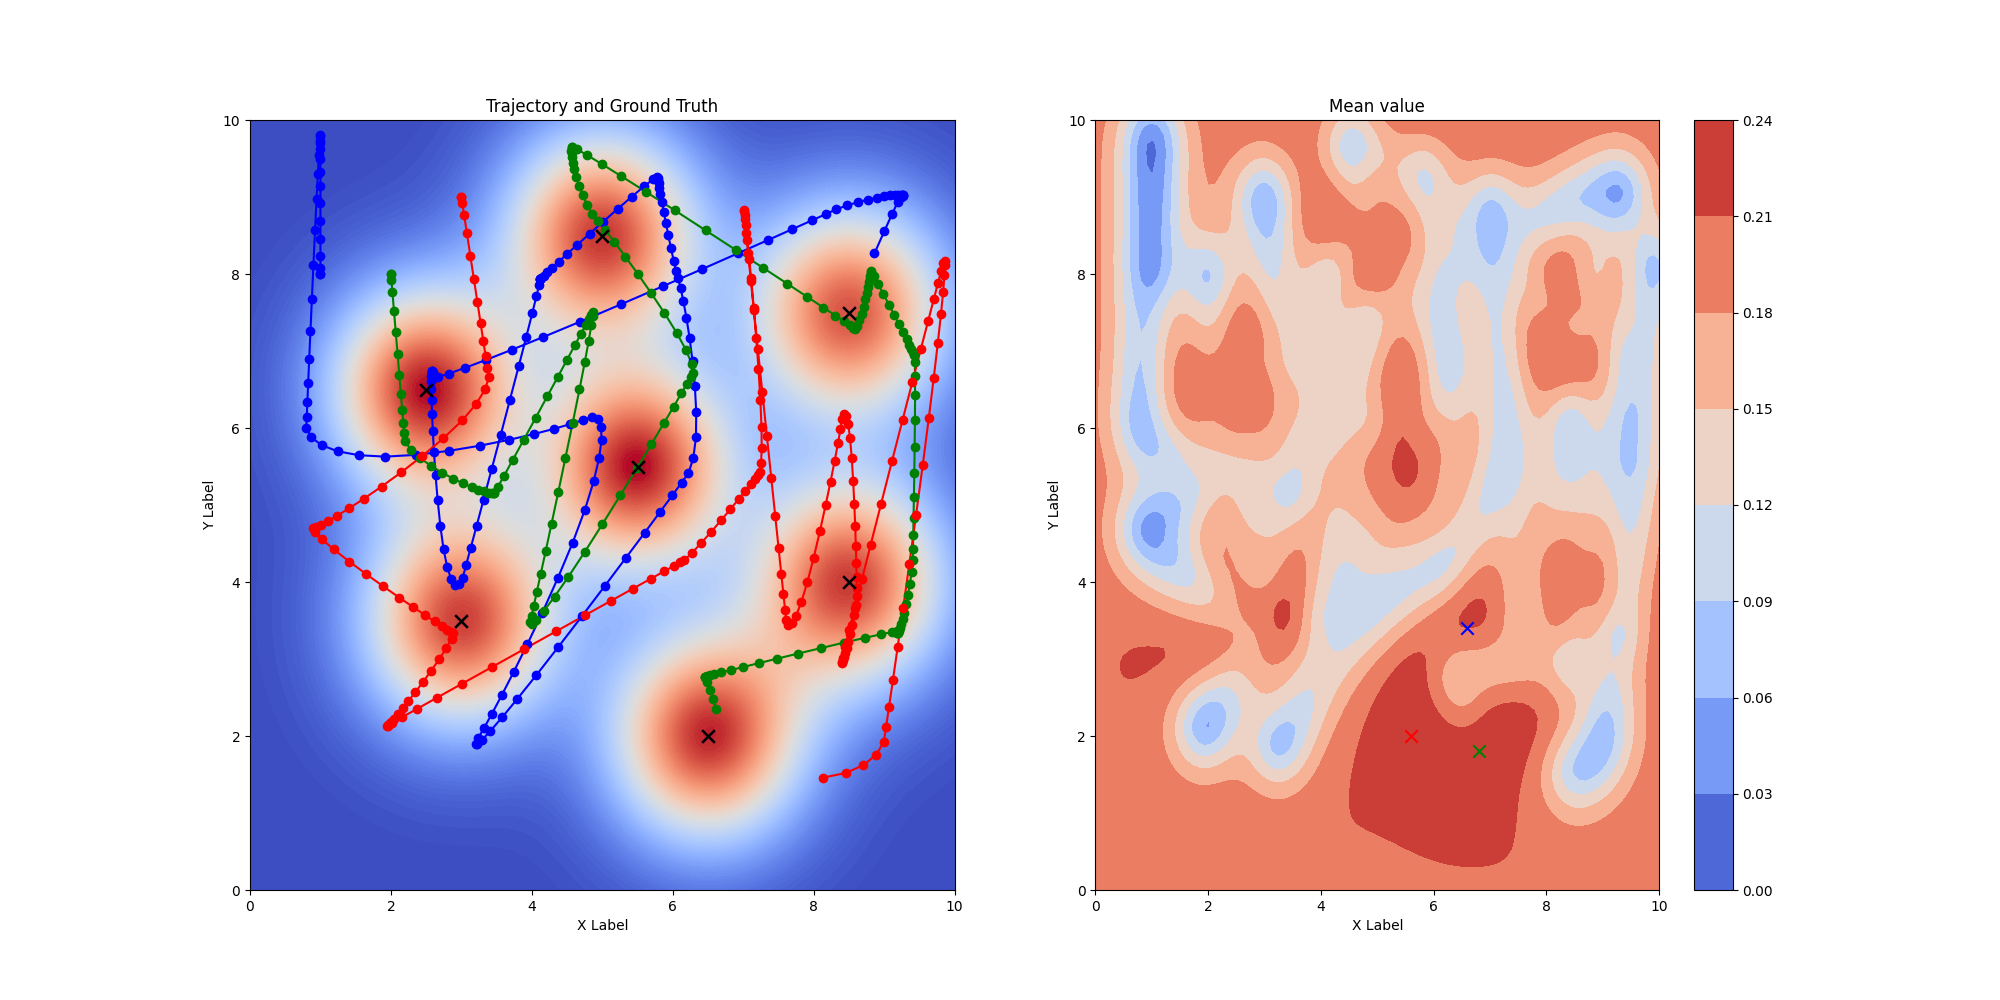 Trajectory and Ground Truth
10
8
6
4
2
0
Y Label
0 2 4 6 8 10
X Label
Mean value
10
8
6
4
2
0
Y Label
0 2 4 6 8 10
X Label
0.24
0.21
0.18
0.15
0.12
0.09
0.06
0.03
0.00